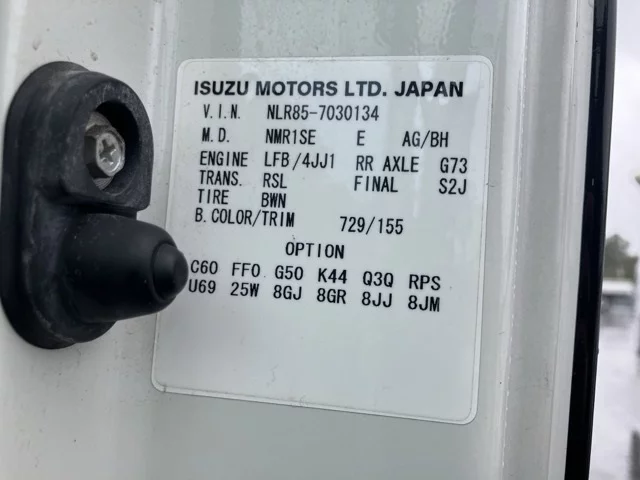 ISUZU MOTORS LTD. JAPAN
V.I.N. NLR85-7030134
M.D. NMR1SE E AG/BH
ENGINE LFB/4JJ1 RR AXLE G73
TRANS. RSL FINAL S2J
TIRE BWN
B.COLOR/TRIM 729/155
OPTION
C60 FF0 G50 K44 Q3Q RPS
U69 25W 8GJ 8GR 8JJ 8JM